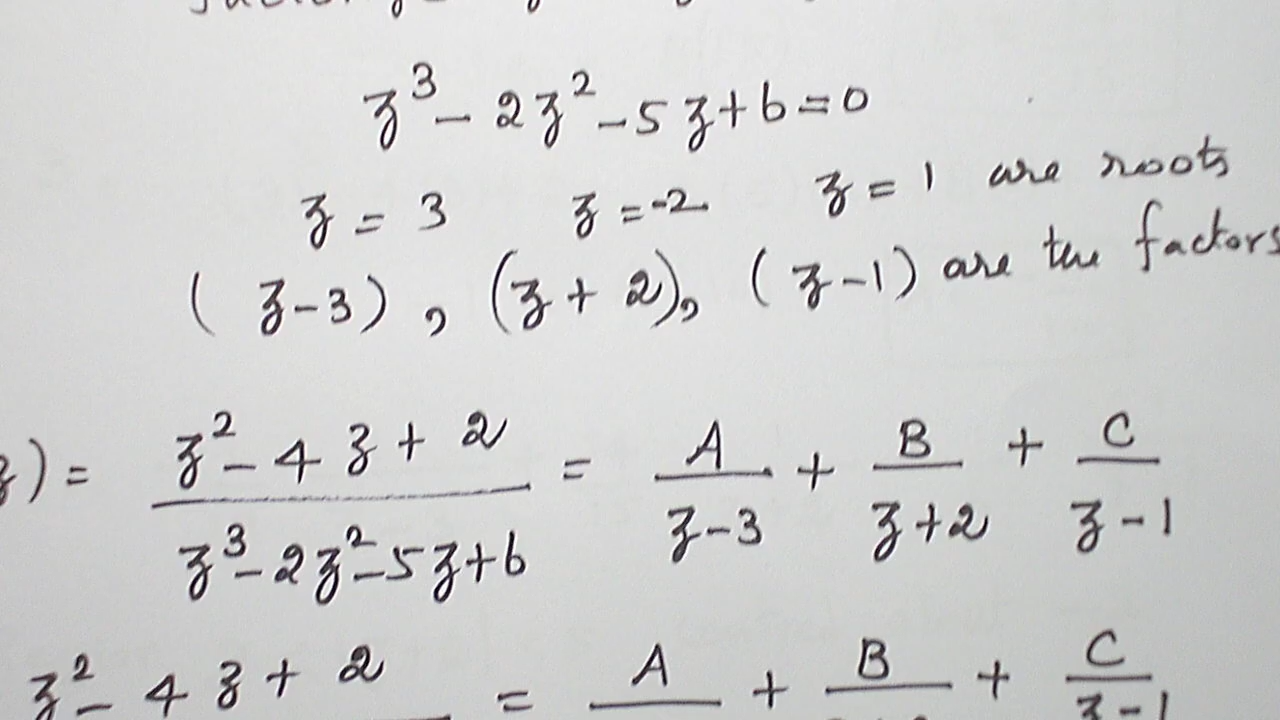 z³ - 2z² - 5z + 6 = 0
z = 3 z = -2 z = 1 are roots
(z-3), (z+2), (z-1) are the factors
z) = (z² - 4z + 2)/(z³ - 2z² - 5z + 6) = A/(z-3) + B/(z+2) + C/(z-1)
z² - 4z + 2 = A + B + C/(z-1)